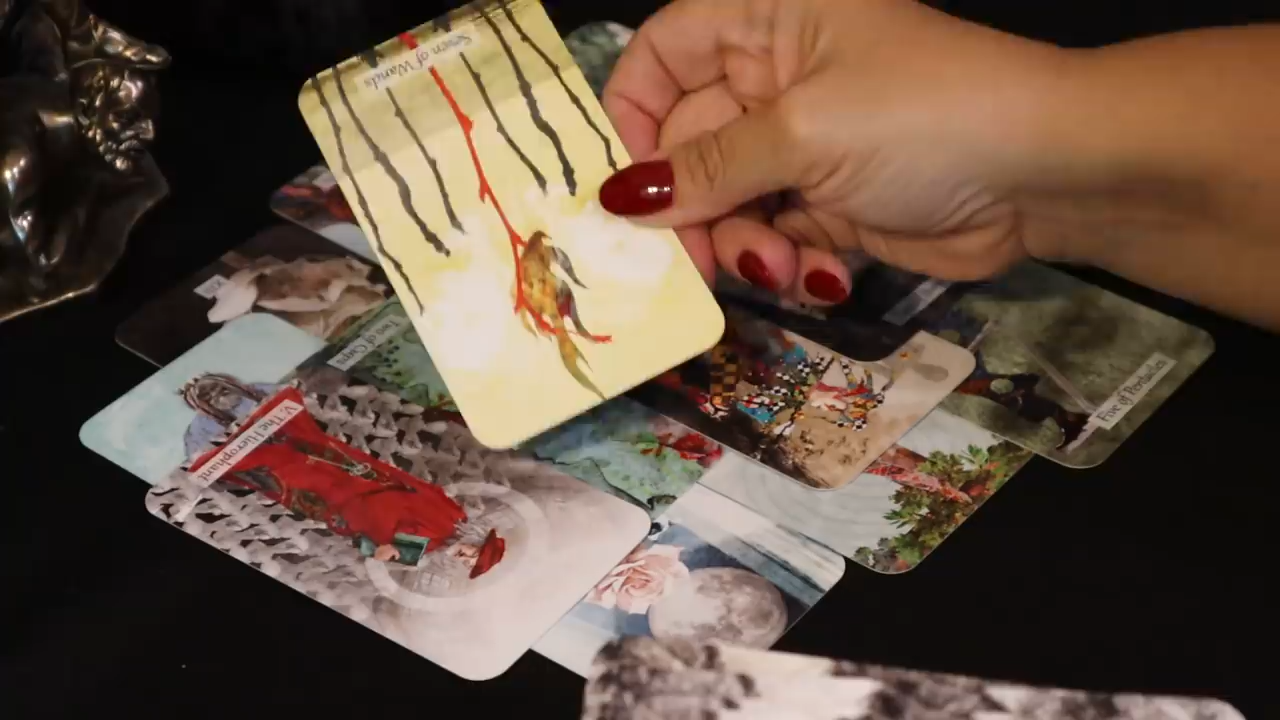 Seven of Wands
Two of Cups
Five of Pentacles
V. The Hierophant